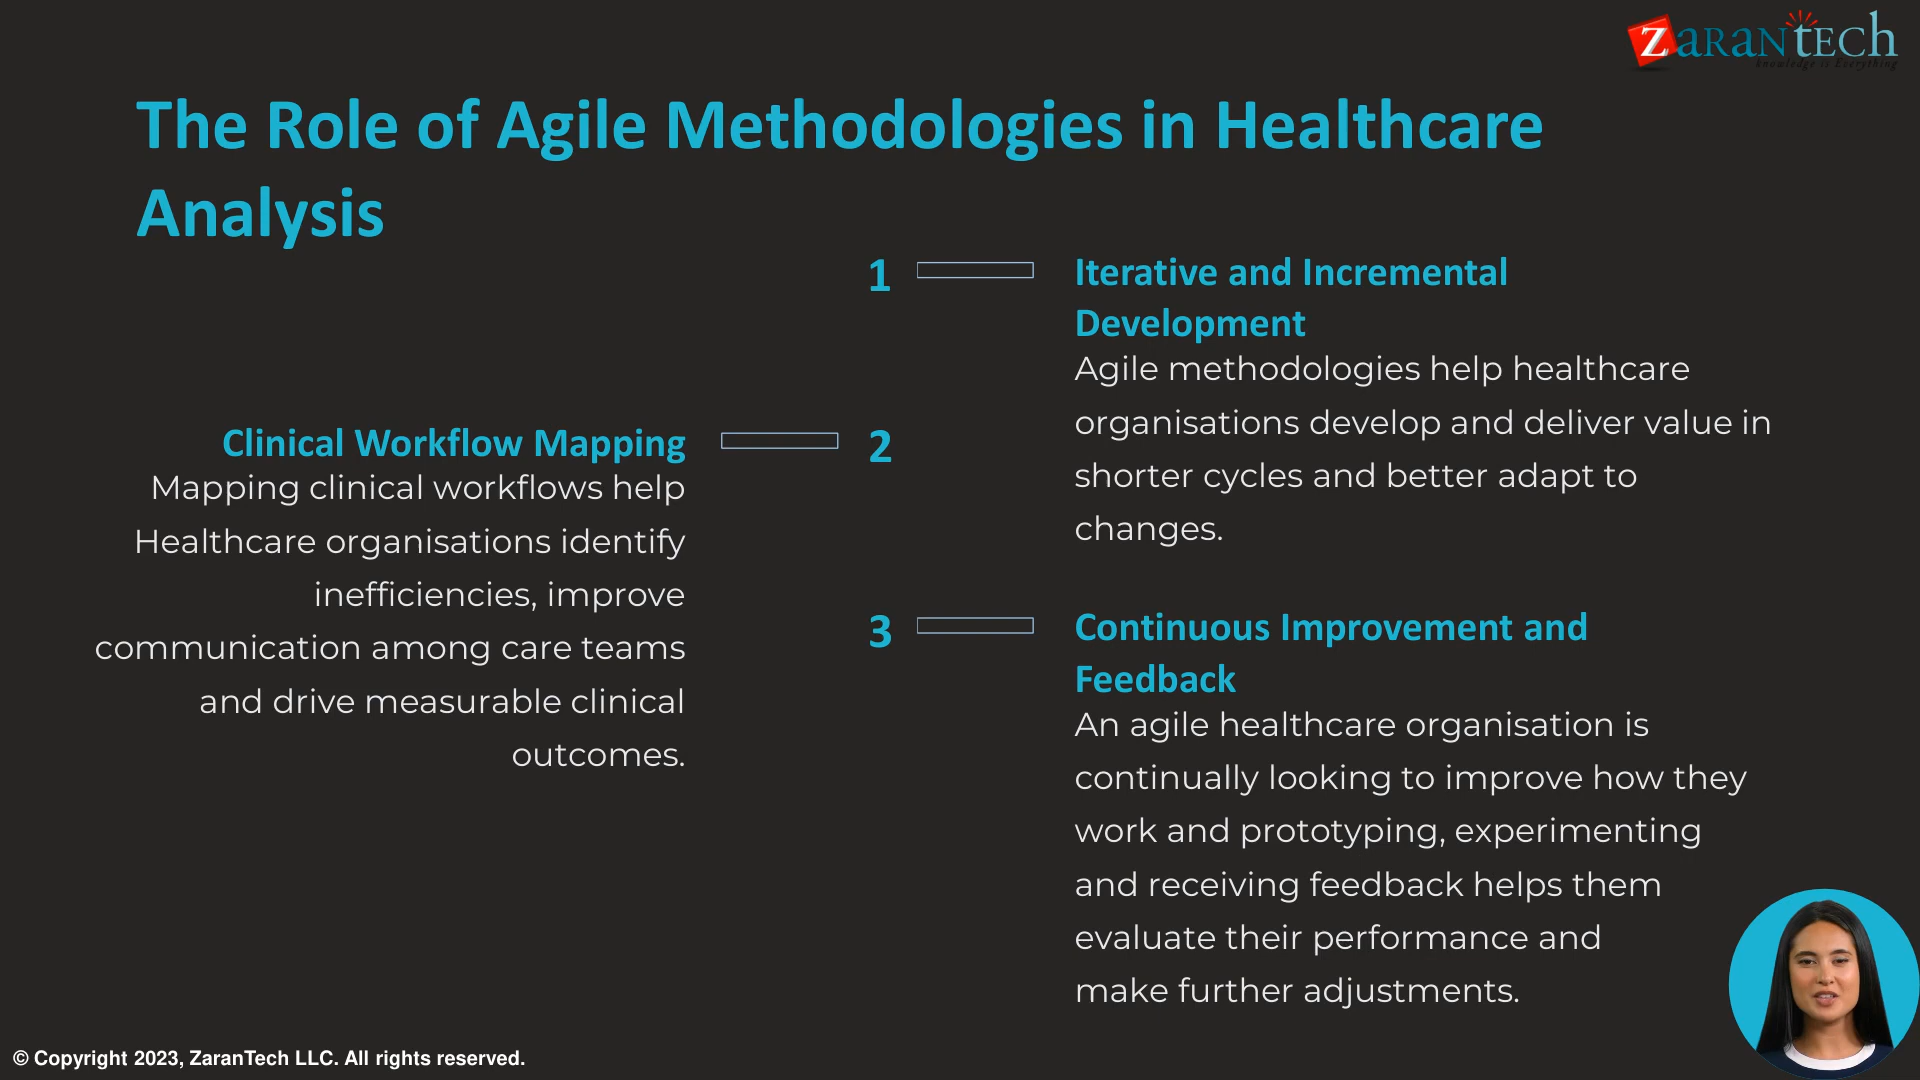 ZaranTech
knowledge is Everything
The Role of Agile Methodologies in Healthcare
Analysis
1
Iterative and Incremental
Development
Agile methodologies help healthcare
organisations develop and deliver value in
shorter cycles and better adapt to
changes.
Clinical Workflow Mapping
2
Mapping clinical workflows help
Healthcare organisations identify
inefficiencies, improve
communication among care teams
and drive measurable clinical
outcomes.
3
Continuous Improvement and
Feedback
An agile healthcare organisation is
continually looking to improve how they
work and prototyping, experimenting
and receiving feedback helps them
evaluate their performance and
make further adjustments.
© Copyright 2023, ZaranTech LLC. All rights reserved.